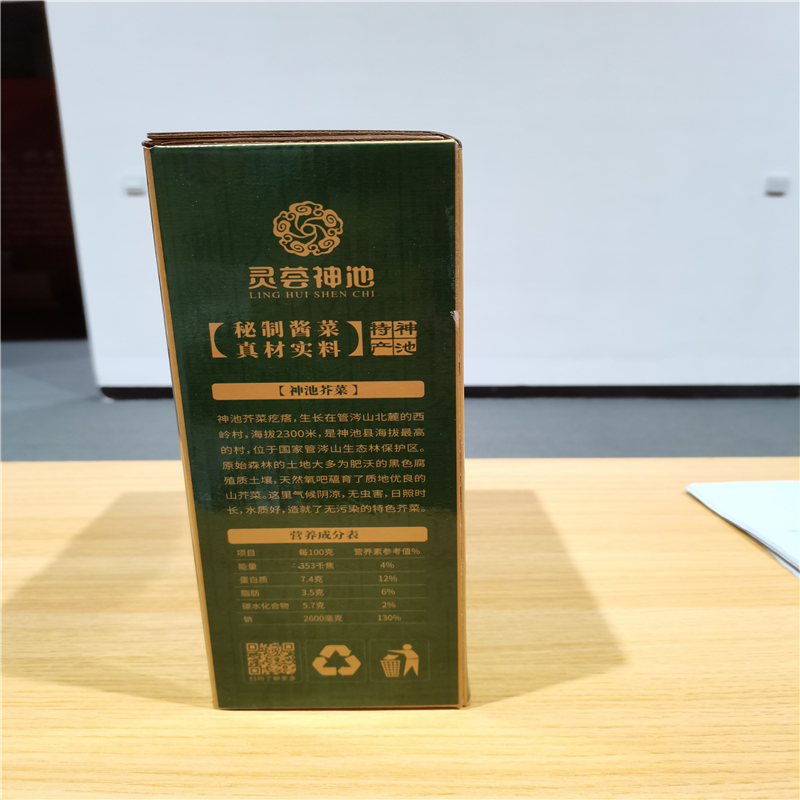 灵荟神池
LING HUI SHEN CHI
【秘制酱菜 真材实料】
特神
产池
【神池芥菜】
神池芥菜疙瘩，生长在管涔山北麓的西
岭村，海拔2300米，是神池县海拔最高
的村，位于国家管涔山生态林保护区。
原始森林的土地大多为肥沃的黑色腐
殖质土壤，天然氧吧蕴育了质地优良的
山芥菜。这里气候阴凉，无虫害，日照时
长，水质好，造就了无污染的特色芥菜。
营养成分表
项目 每100克 营养素参考值%
能量 353千焦 4%
蛋白质 7.4克 12%
脂肪 3.5克 6%
碳水化合物 5.7克 2%
钠 2600毫克 130%
扫码了解更多